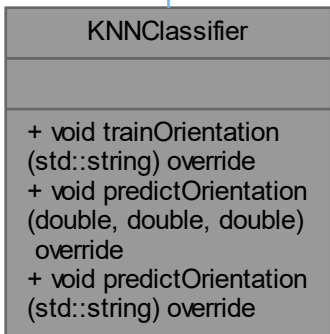 KNNClassifier
+ void trainOrientation
(std::string) override
+ void predictOrientation
(double, double, double)
override
+ void predictOrientation
(std::string) override